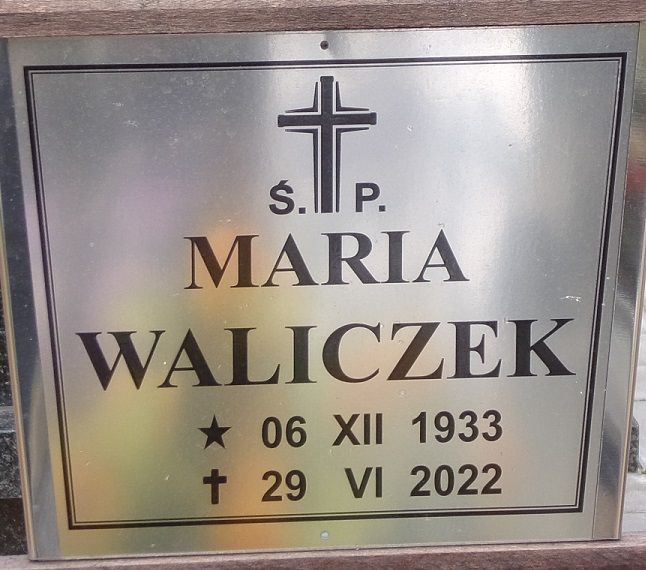 Ś. P.
MARIA
WALICZEK
★ 06 XII 1933
✝ 29 VI 2022